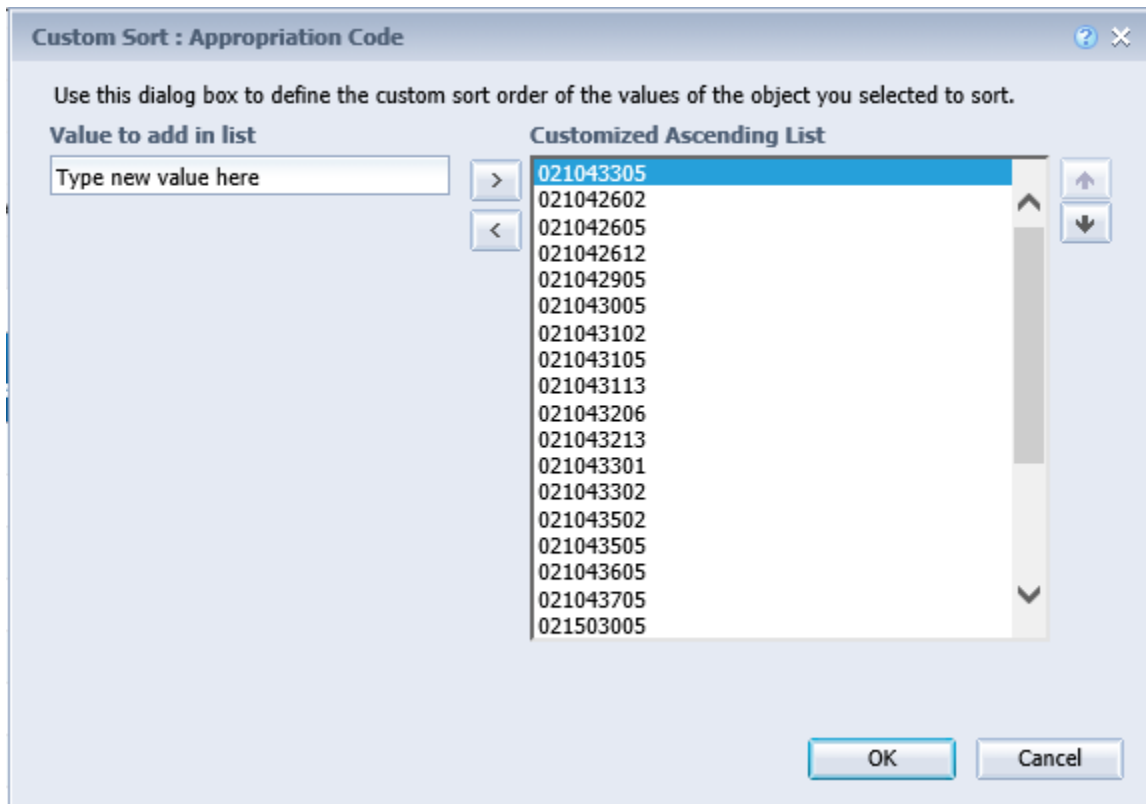 Custom Sort : Appropriation Code
Use this dialog box to define the custom sort order of the values of the object you selected to sort.
Value to add in list
Customized Ascending List
Type new value here
>
<
021043305
021042602
021042605
021042612
021042905
021043005
021043102
021043105
021043113
021043206
021043213
021043301
021043302
021043502
021043505
021043605
021043705
021503005
OK
Cancel